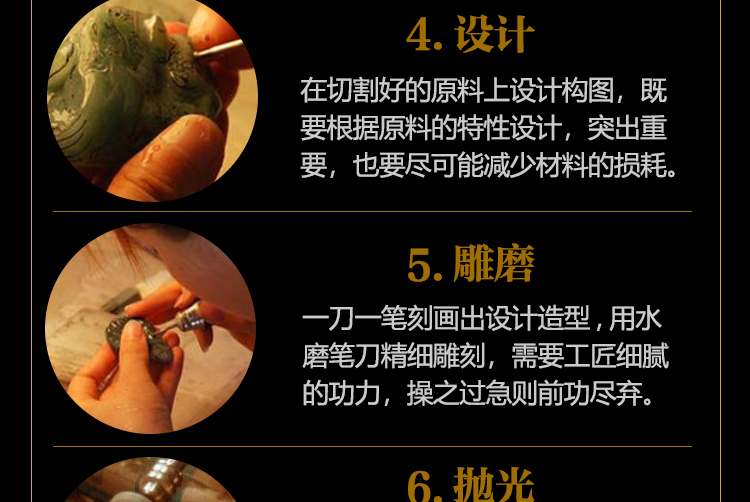 4. 设计
在切割好的原料上设计构图，既
要根据原料的特性设计，突出重
要，也要尽可能减少材料的损耗。
5. 雕磨
一刀一笔刻画出设计造型 , 用水
磨笔刀精细雕刻，需要工匠细腻
的功力，操之过急则前功尽弃。
6. 抛光